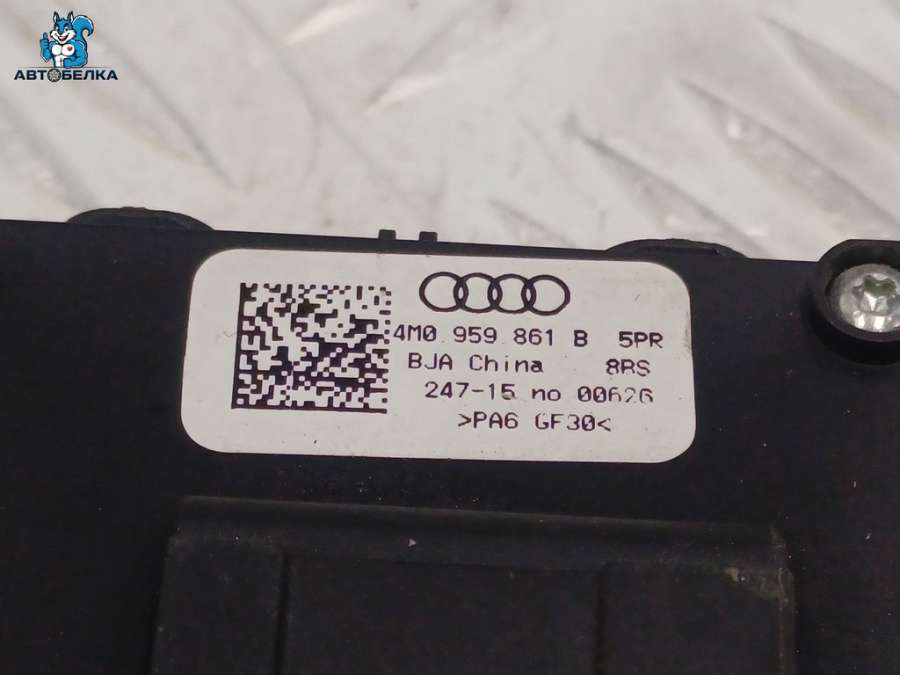 АВТОБЕЛКА
4M0 959 861 B 5PR
BJA China 8RS
247-15 no 00626
>PA6 GF30<